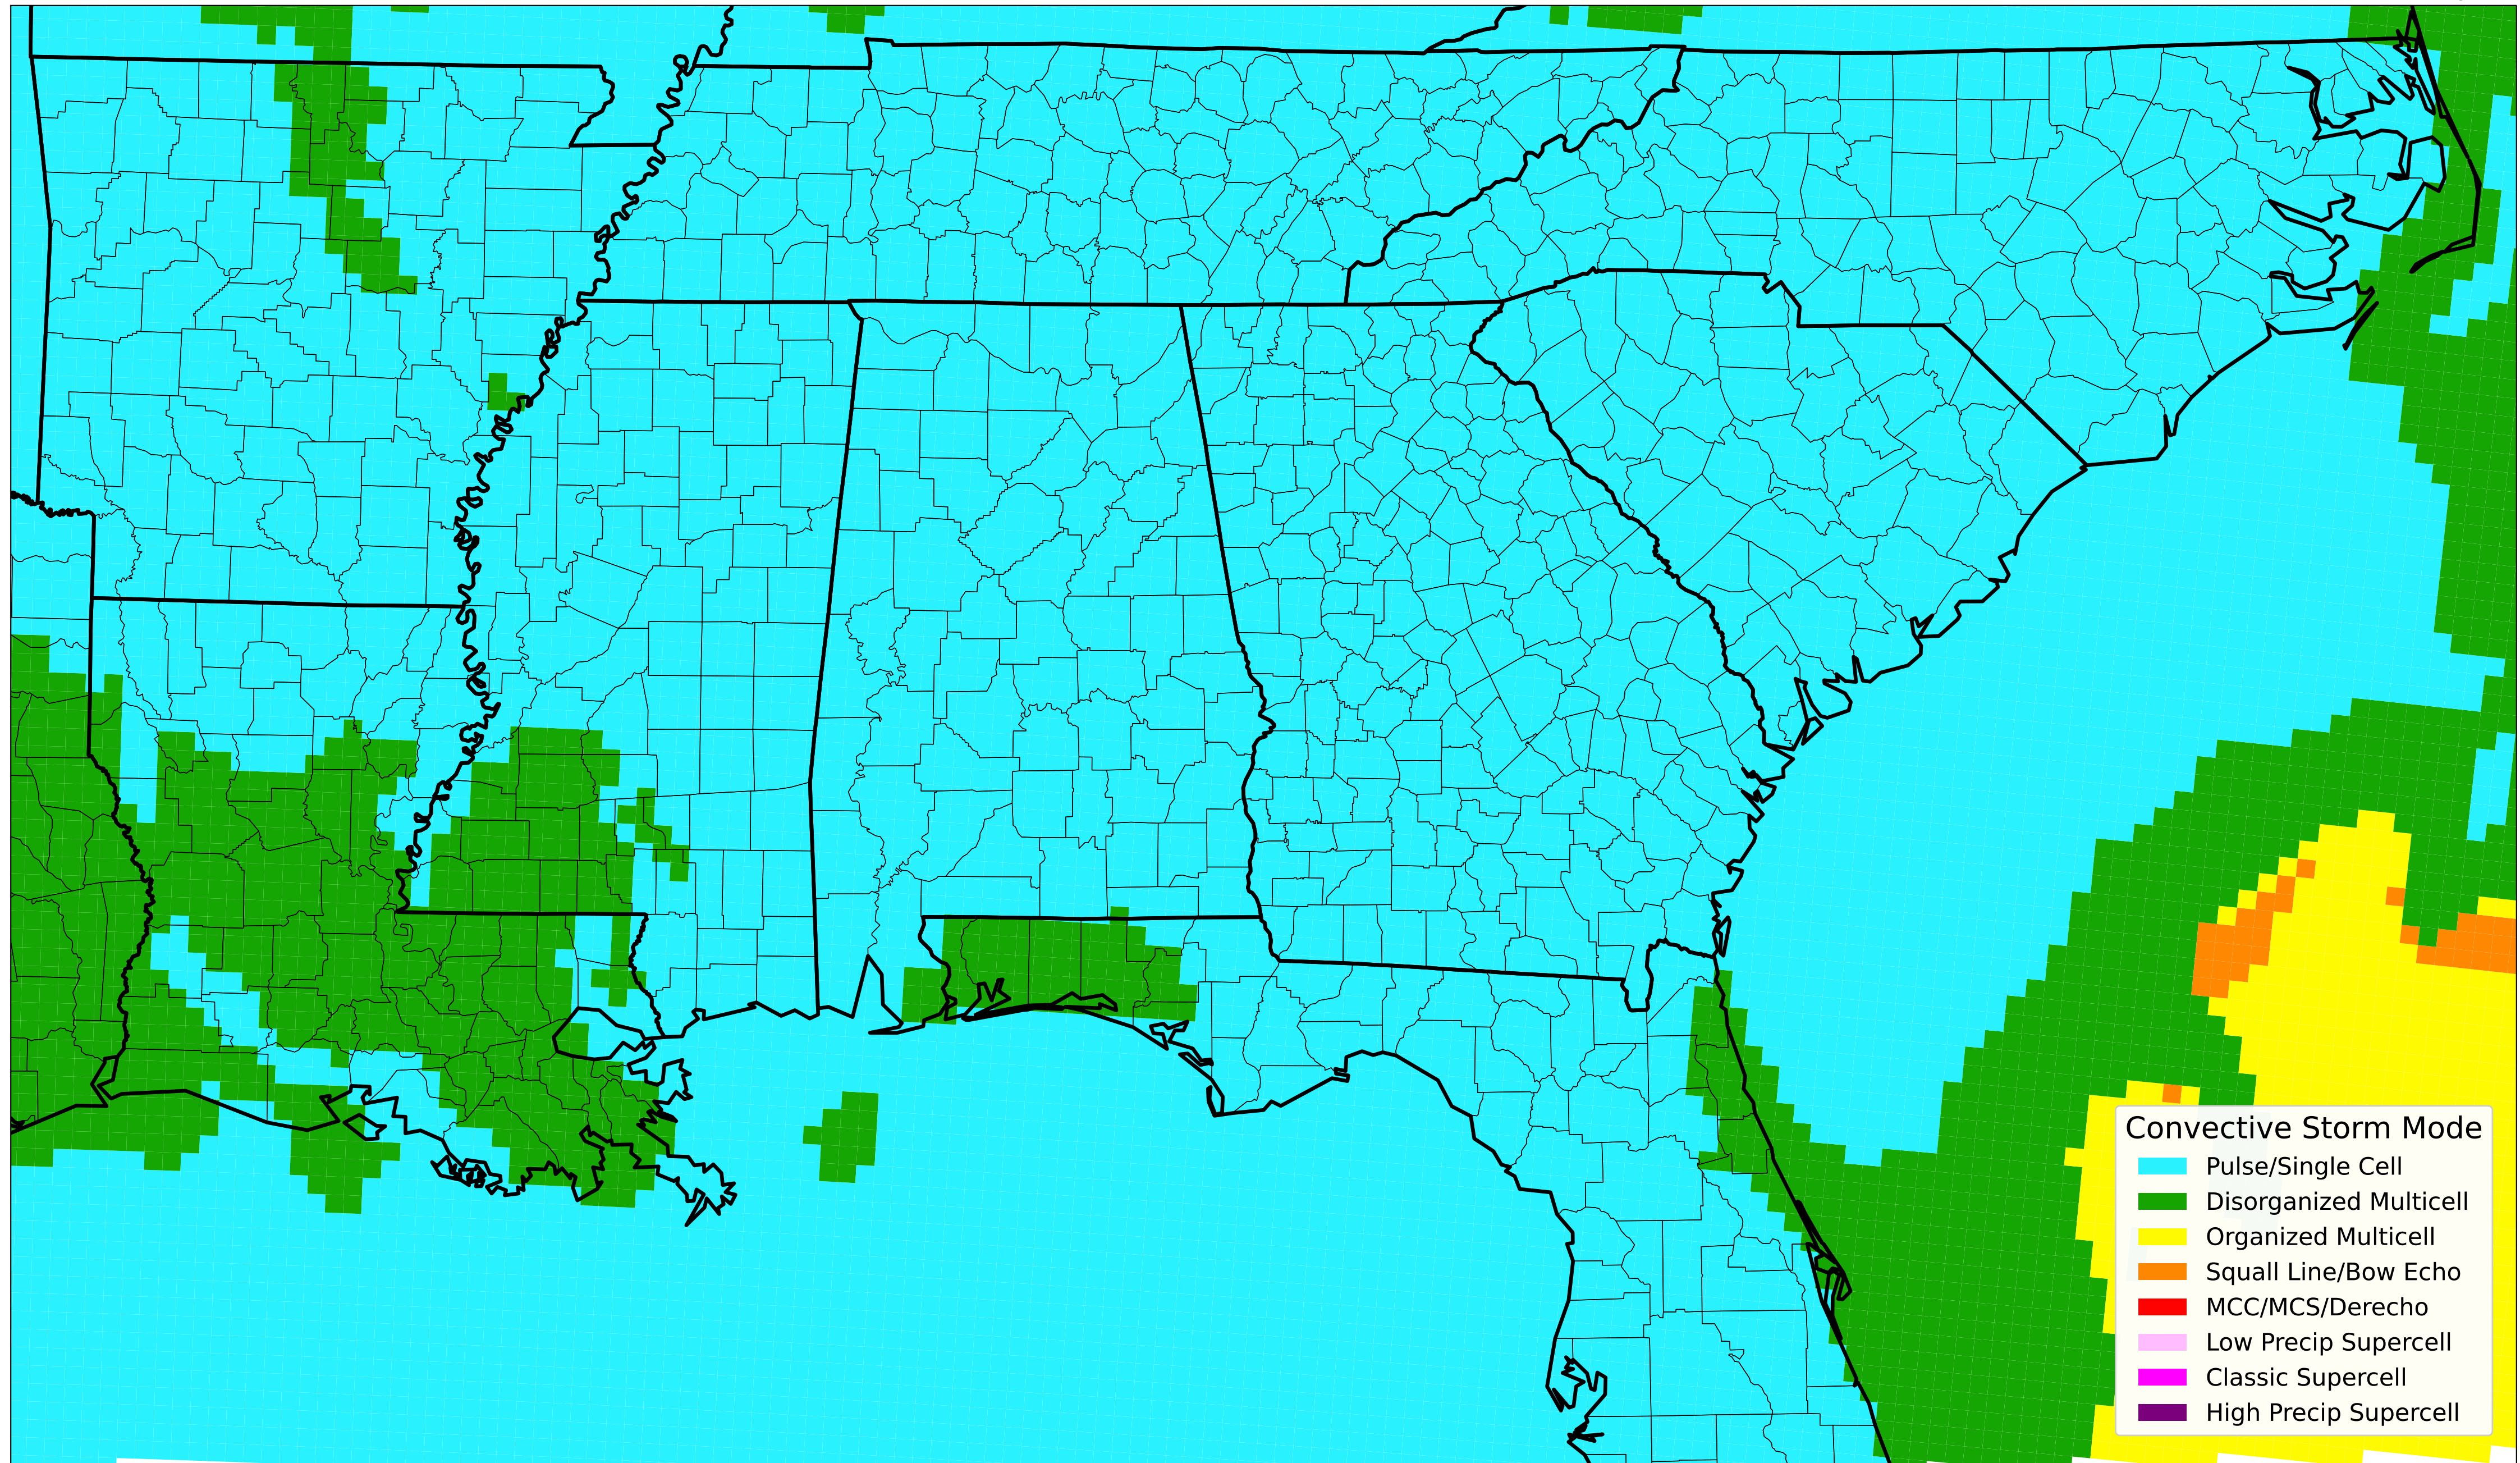 Convective Storm Mode
Pulse/Single Cell
Disorganized Multicell
Organized Multicell
Squall Line/Bow Echo
MCC/MCS/Derecho
Low Precip Supercell
Classic Supercell
High Precip Supercell